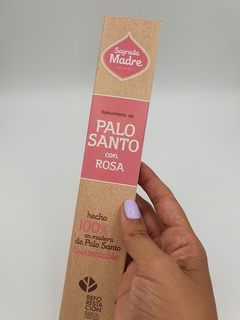 Sagrada
Madre
Sahumerio de
PALO
SANTO
con
ROSA
hecho
100%
en madera
de Palo Santo
Sustentable
REFO
RESTA
CIÓN